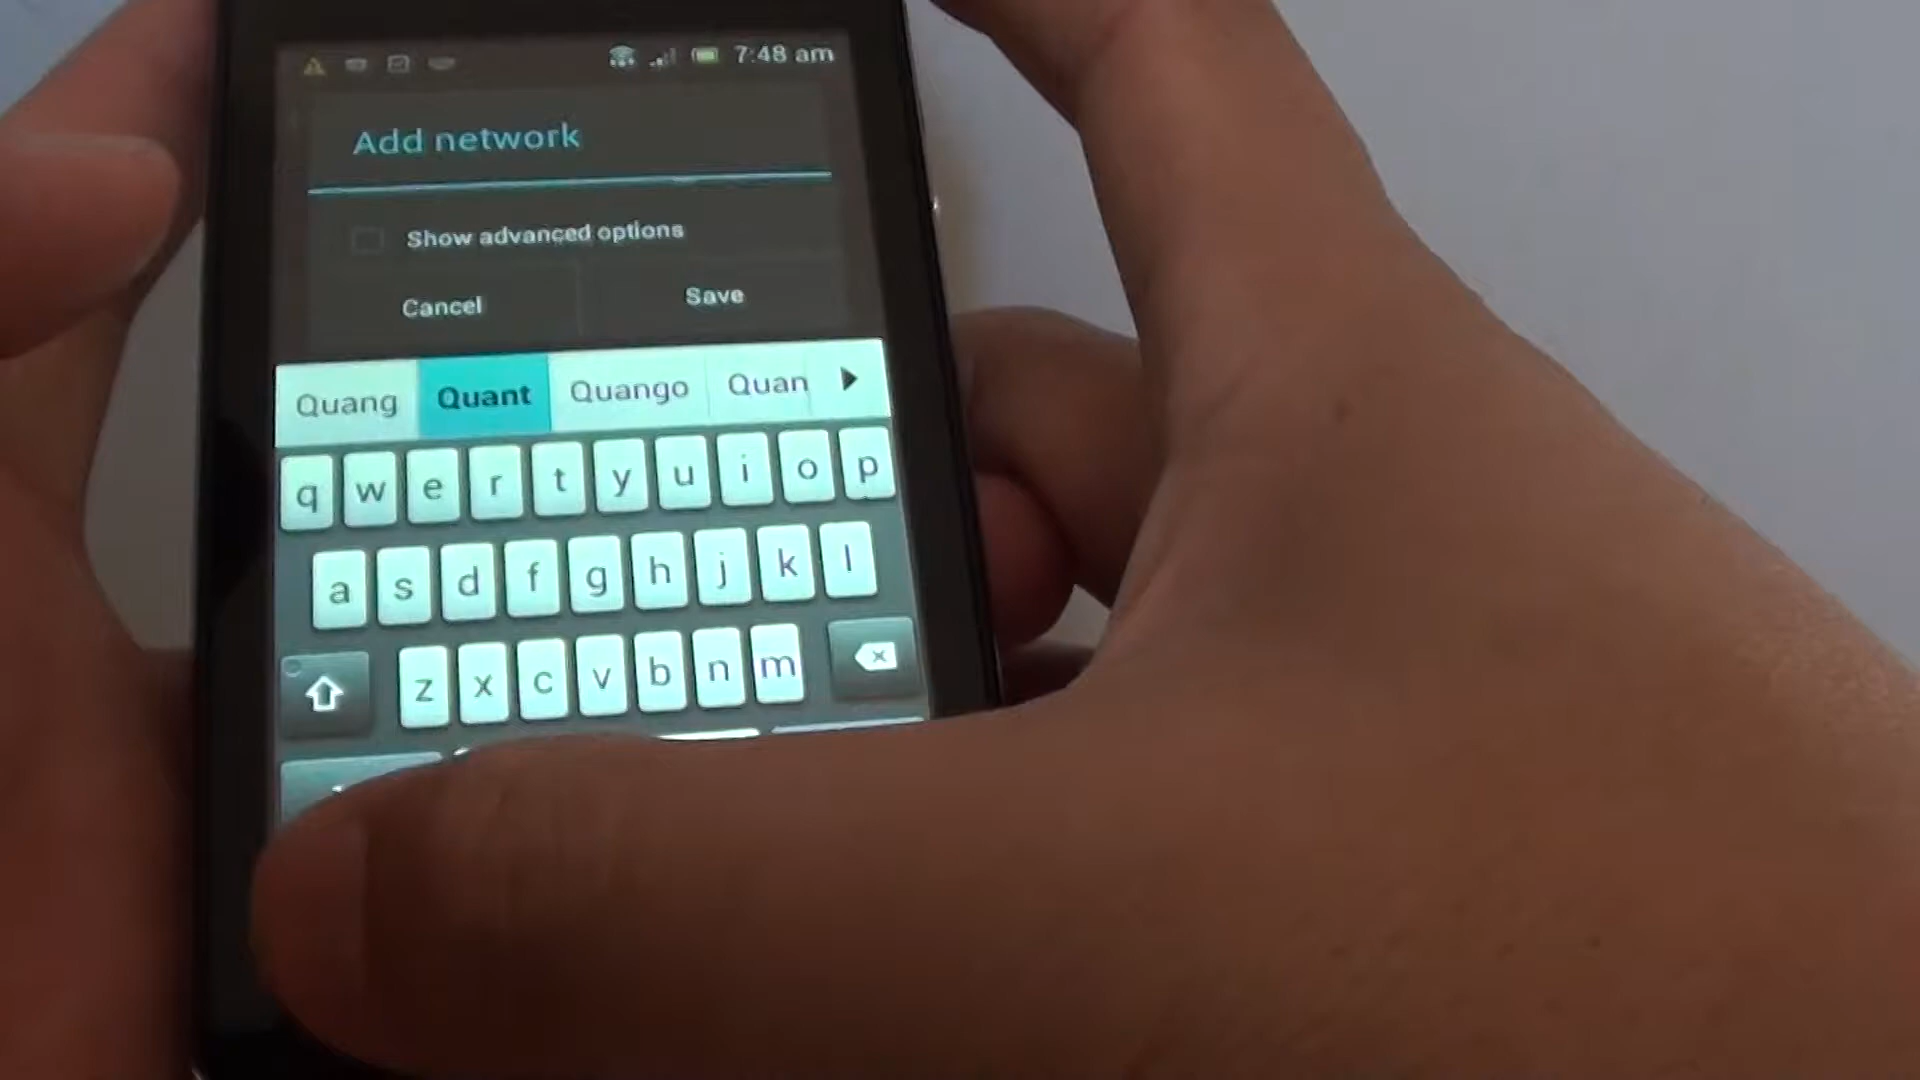 7:48 am
Add network
Show advanced options
Cancel Save
Quang Quant Quango Quan
q w e r t y u i o p
a s d f g h j k l
z x c v b n m